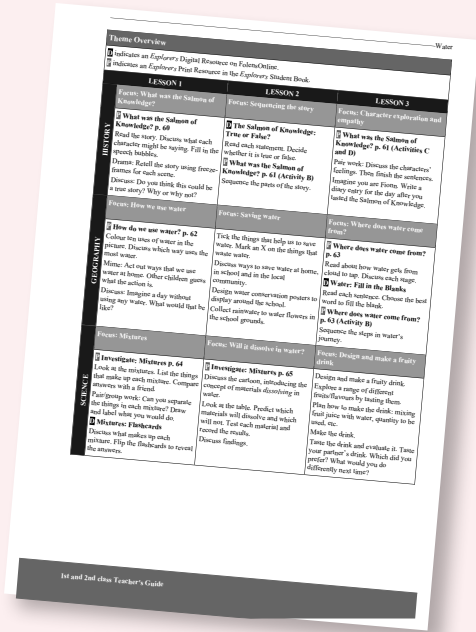 Water
Theme Overview
D indicates an Explorers Digital Resource on FolensOnline.
P indicates an Explorers Print Resource in the Explorers Student Book.
LESSON 1
LESSON 2
LESSON 3
HISTORY
Focus: What was the Salmon of
Knowledge?
P What was the Salmon of
Knowledge? p. 60
Read the story. Discuss what each
character might be saying. Fill in the
speech bubbles.
Drama: Retell the story using freeze-
frames for each scene.
Discuss: Do you think this could be
a true story? Why or why not?
Focus: Sequencing the story
D The Salmon of Knowledge:
True or False?
Read each statement. Decide
whether it is true or false.
P What was the Salmon of
Knowledge? p. 61 (Activity B)
Sequence the parts of the story.
Focus: Character exploration and
empathy
P What was the Salmon of
Knowledge? p. 61 (Activities C
and D)
Pair work: Discuss the characters'
feelings. Then finish the sentences.
Imagine you are Fionn. Write a
diary entry for the day after you
tasted the Salmon of Knowledge.
GEOGRAPHY
Focus: How we use water
P How do we use water? p. 62
Colour ten uses of water in the
picture. Discuss which way uses the
most water.
Mime: Act out ways that we use
water at home. Other children guess
what the action is.
Discuss: Imagine a day without
using any water. What would that be
like?
Focus: Saving water
Tick the things that help us to save
water. Mark an X on the things that
waste water.
Discuss ways to save water at home,
in school and in the local
community.
Design water conservation posters to
display around the school.
Collect rainwater to water flowers in
the school grounds.
Focus: Where does water come
from?
P Where does water come from?
p. 63
Read about how water gets from
cloud to tap. Discuss each stage.
D Water: Fill in the Blanks
Read each sentence. Choose the best
word to fill the blank.
P Where does water come from?
p. 63 (Activity B)
Sequence the steps in water's
journey.
SCIENCE
Focus: Mixtures
P Investigate: Mixtures p. 64
Look at the mixtures. List the things
that make up each mixture. Compare
answers with a friend.
Pair/group work: Can you separate
the things in each mixture? Draw
and label what you would do.
D Mixtures: Flashcards
Discuss what makes up each
mixture. Flip the flashcards to reveal
the answers.
Focus: Will it dissolve in water?
P Investigate: Mixtures p. 65
Discuss the cartoon, introducing the
concept of materials dissolving in
water.
Look at the table. Predict which
materials will dissolve and which
will not. Test each material and
record the results.
Discuss findings.
Focus: Design and make a fruity
drink
Design and make a fruity drink.
Explore a range of different
fruits/flavours by tasting them.
Plan how to make the drink: mixing
fruit juice with water, quantity to be
used, etc.
Make the drink.
Taste the drink and evaluate it. Taste
your partner's drink. Which did you
prefer? What would you do
differently next time?
1st and 2nd class Teacher's Guide